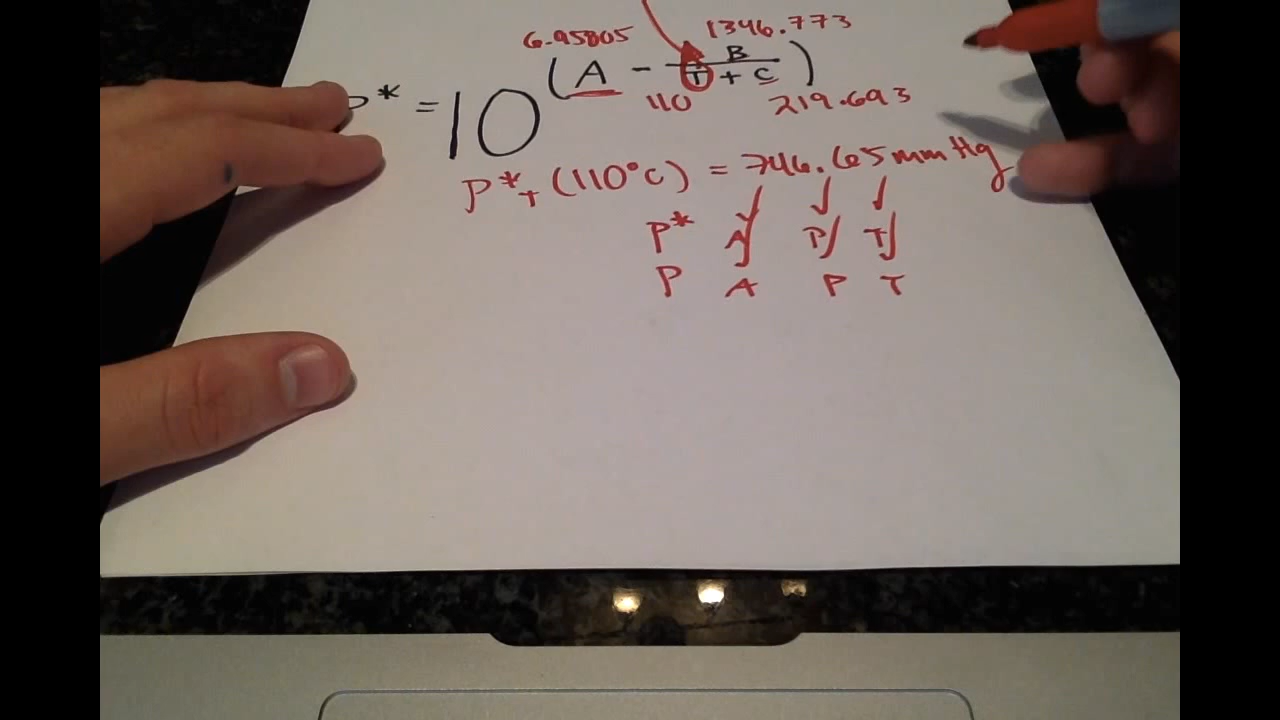 6.95805 1346.773
P* = 10^(A - B/(T + C))
110 219.693
P*T (110°C) = 746.65 mm Hg
P* A P T
P A P T